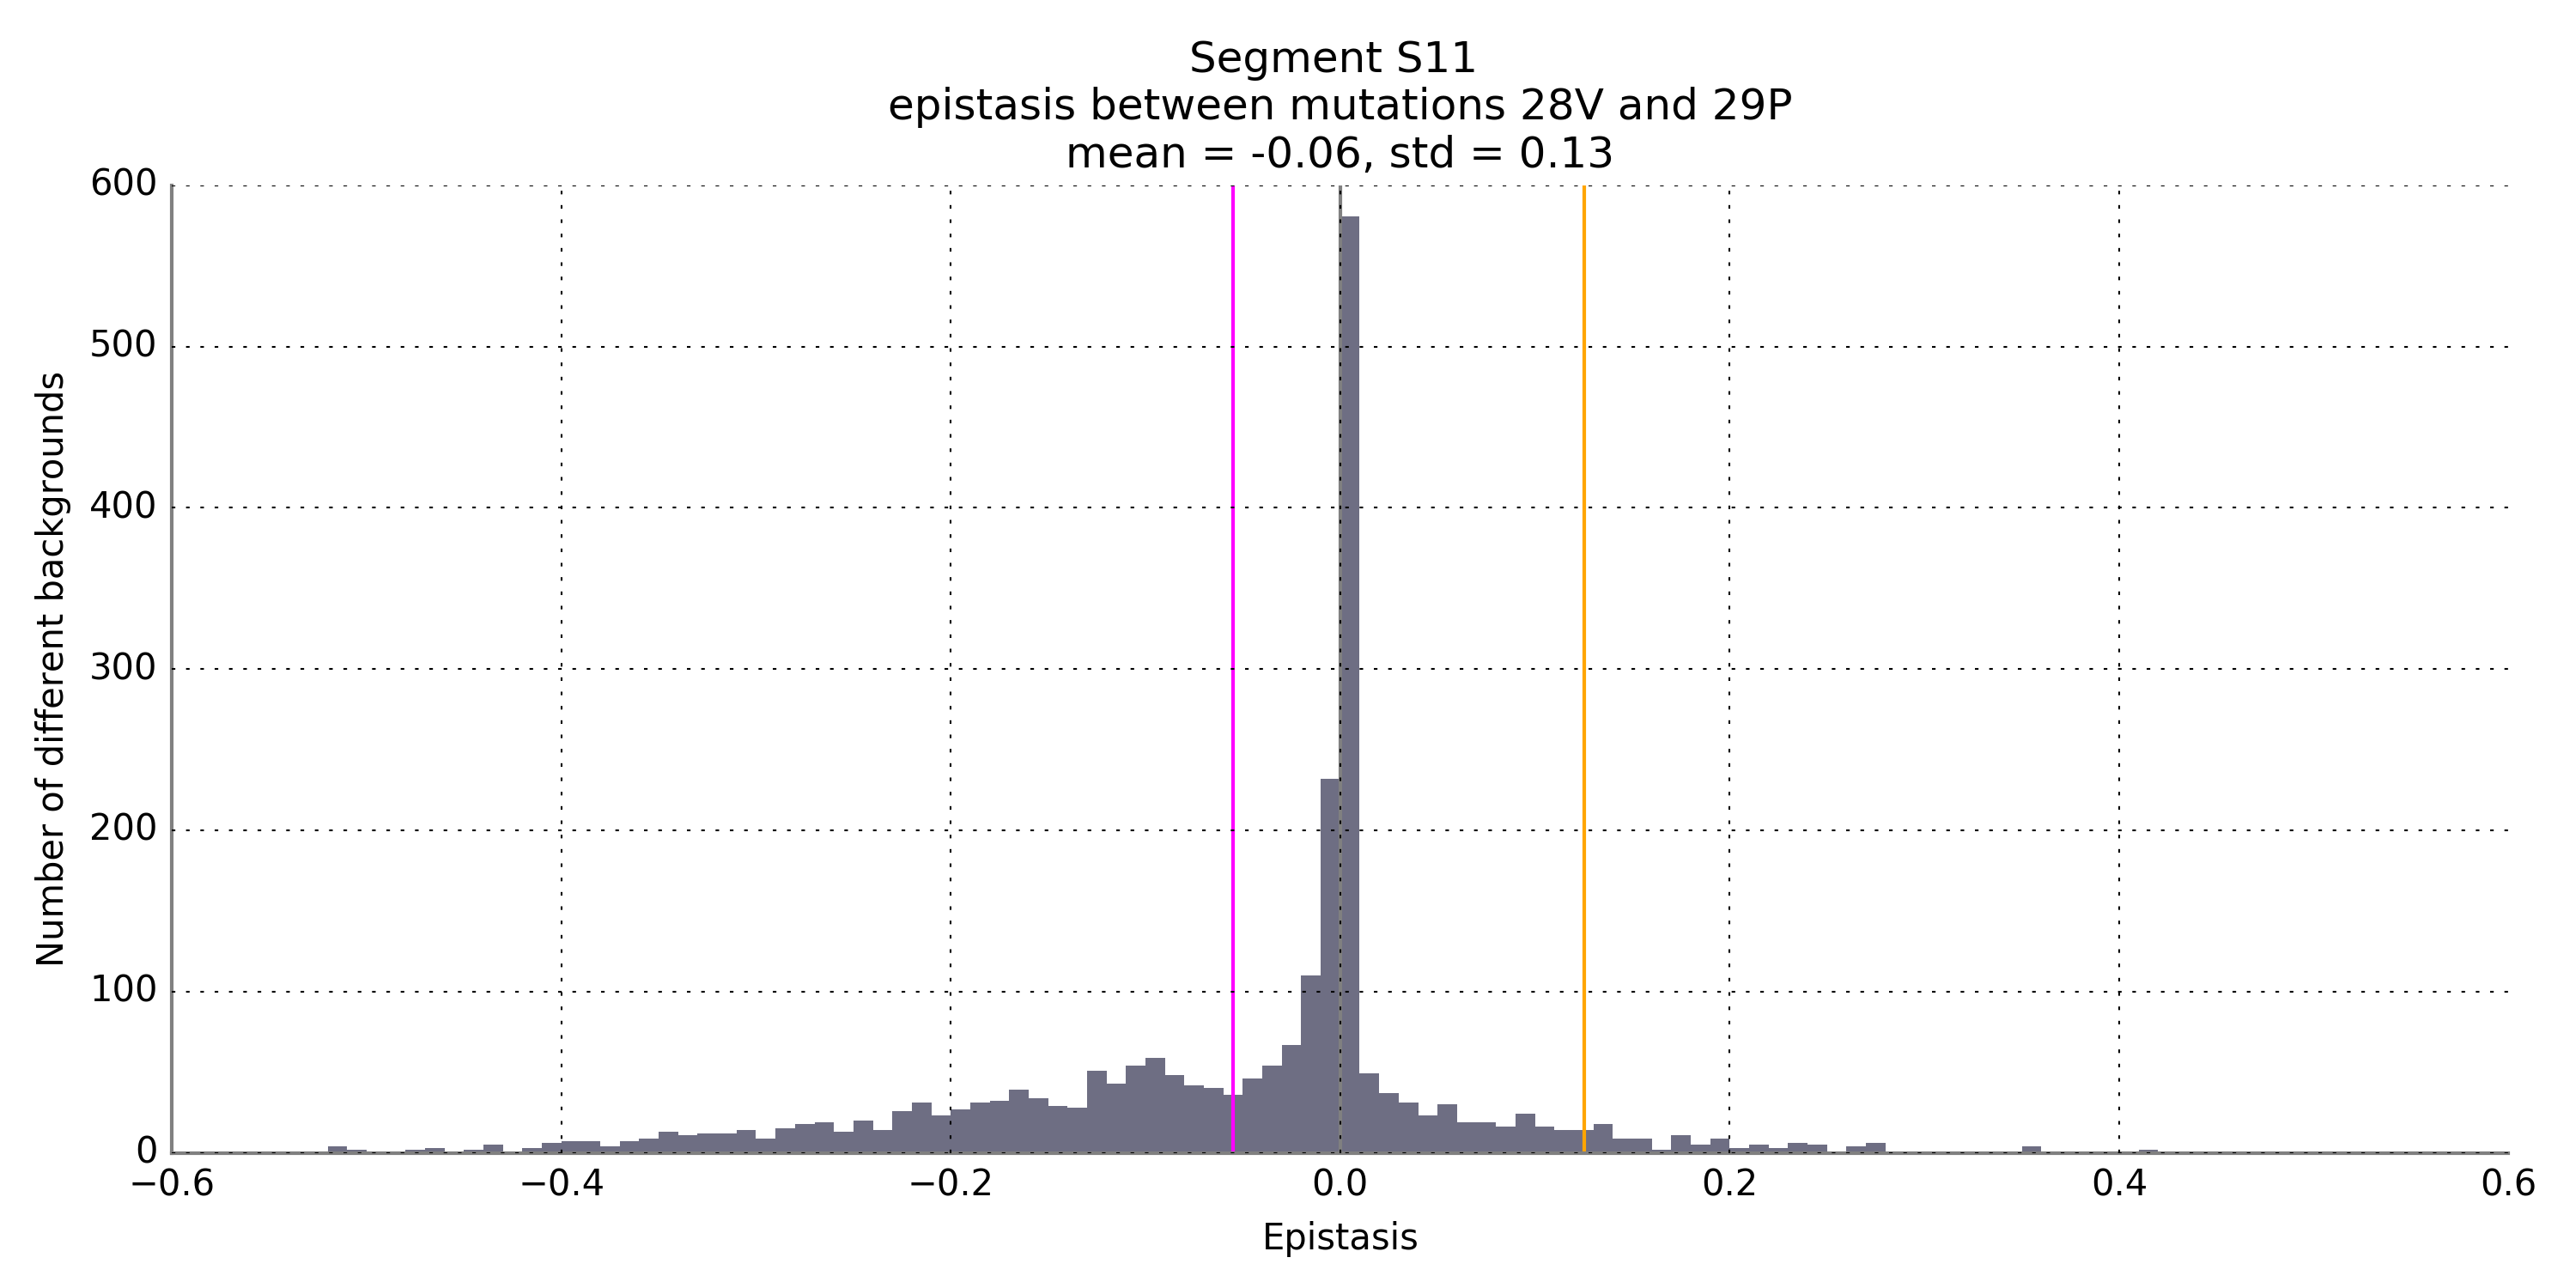 Segment S11
epistasis between mutations 28V and 29P
mean = -0.06, std = 0.13
600
500
400
300
200
100
0
Number of different backgrounds
−0.6 −0.4 −0.2 0.0 0.2 0.4 0.6
Epistasis